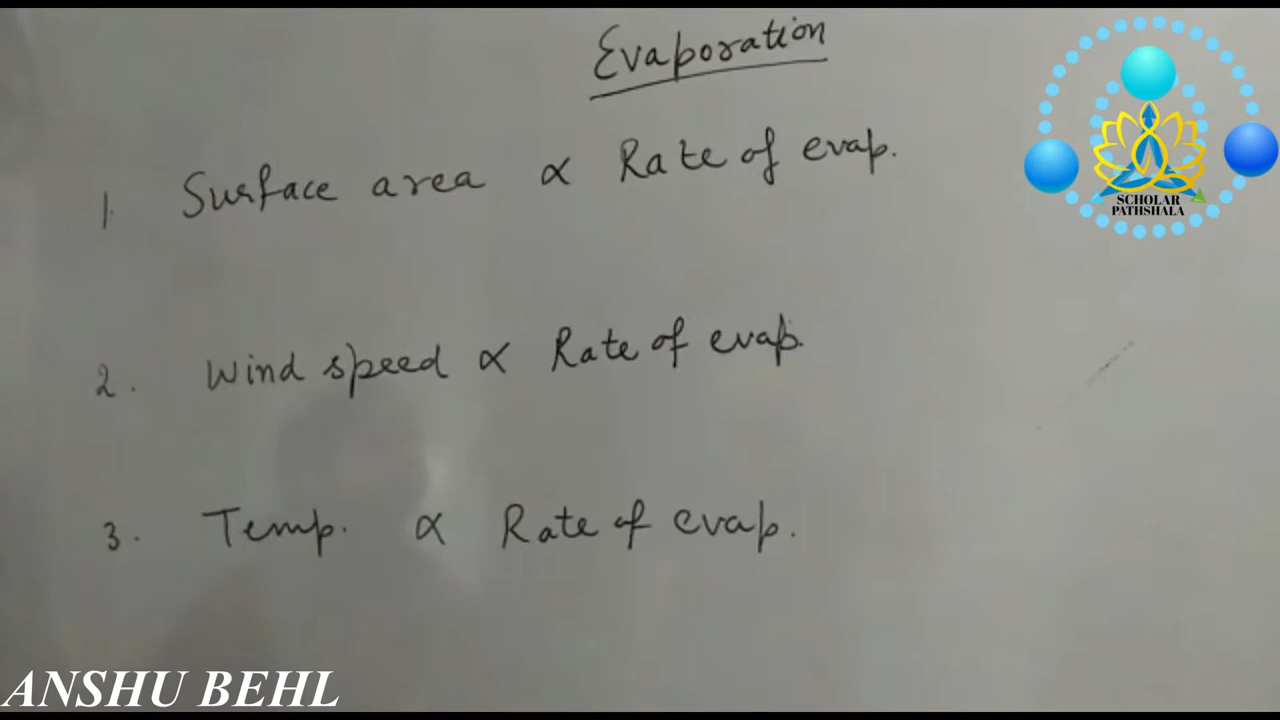 Evaporation
1. Surface area ∝ Rate of evap.
2. Wind speed ∝ Rate of evap.
3. Temp. ∝ Rate of evap.
SCHOLAR
PATHSHALA
ANSHU BEHL